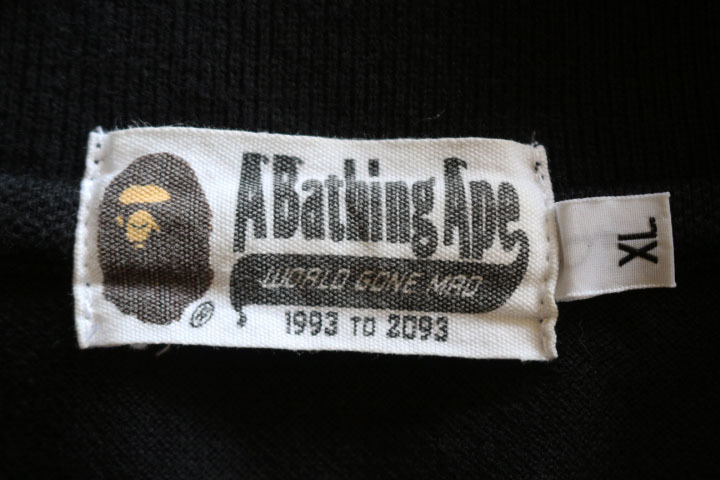 A Bathing Ape
WORLD GONE MAD
1993 TO 2093
®
XL